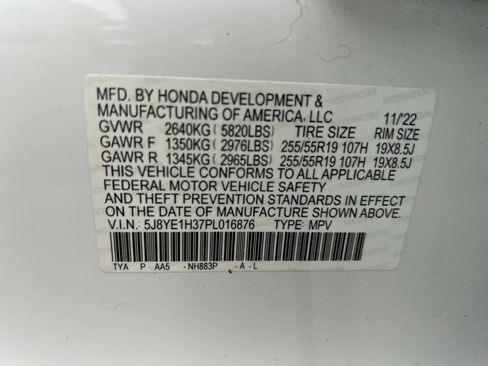 MFD. BY HONDA DEVELOPMENT &
MANUFACTURING OF AMERICA, LLC 11/'22
GVWR 2640KG( 5820LBS) TIRE SIZE RIM SIZE
GAWR F 1350KG( 2976LBS) 255/55R19 107H 19X8.5J
GAWR R 1345KG( 2965LBS) 255/55R19 107H 19X8.5J
THIS VEHICLE CONFORMS TO ALL APPLICABLE
FEDERAL MOTOR VEHICLE SAFETY
AND THEFT PREVENTION STANDARDS IN EFFECT
ON THE DATE OF MANUFACTURE SHOWN ABOVE.
V.I.N.: 5J8YE1H37PL016876 TYPE: MPV
TYA P AA5 -NH883P -A-L